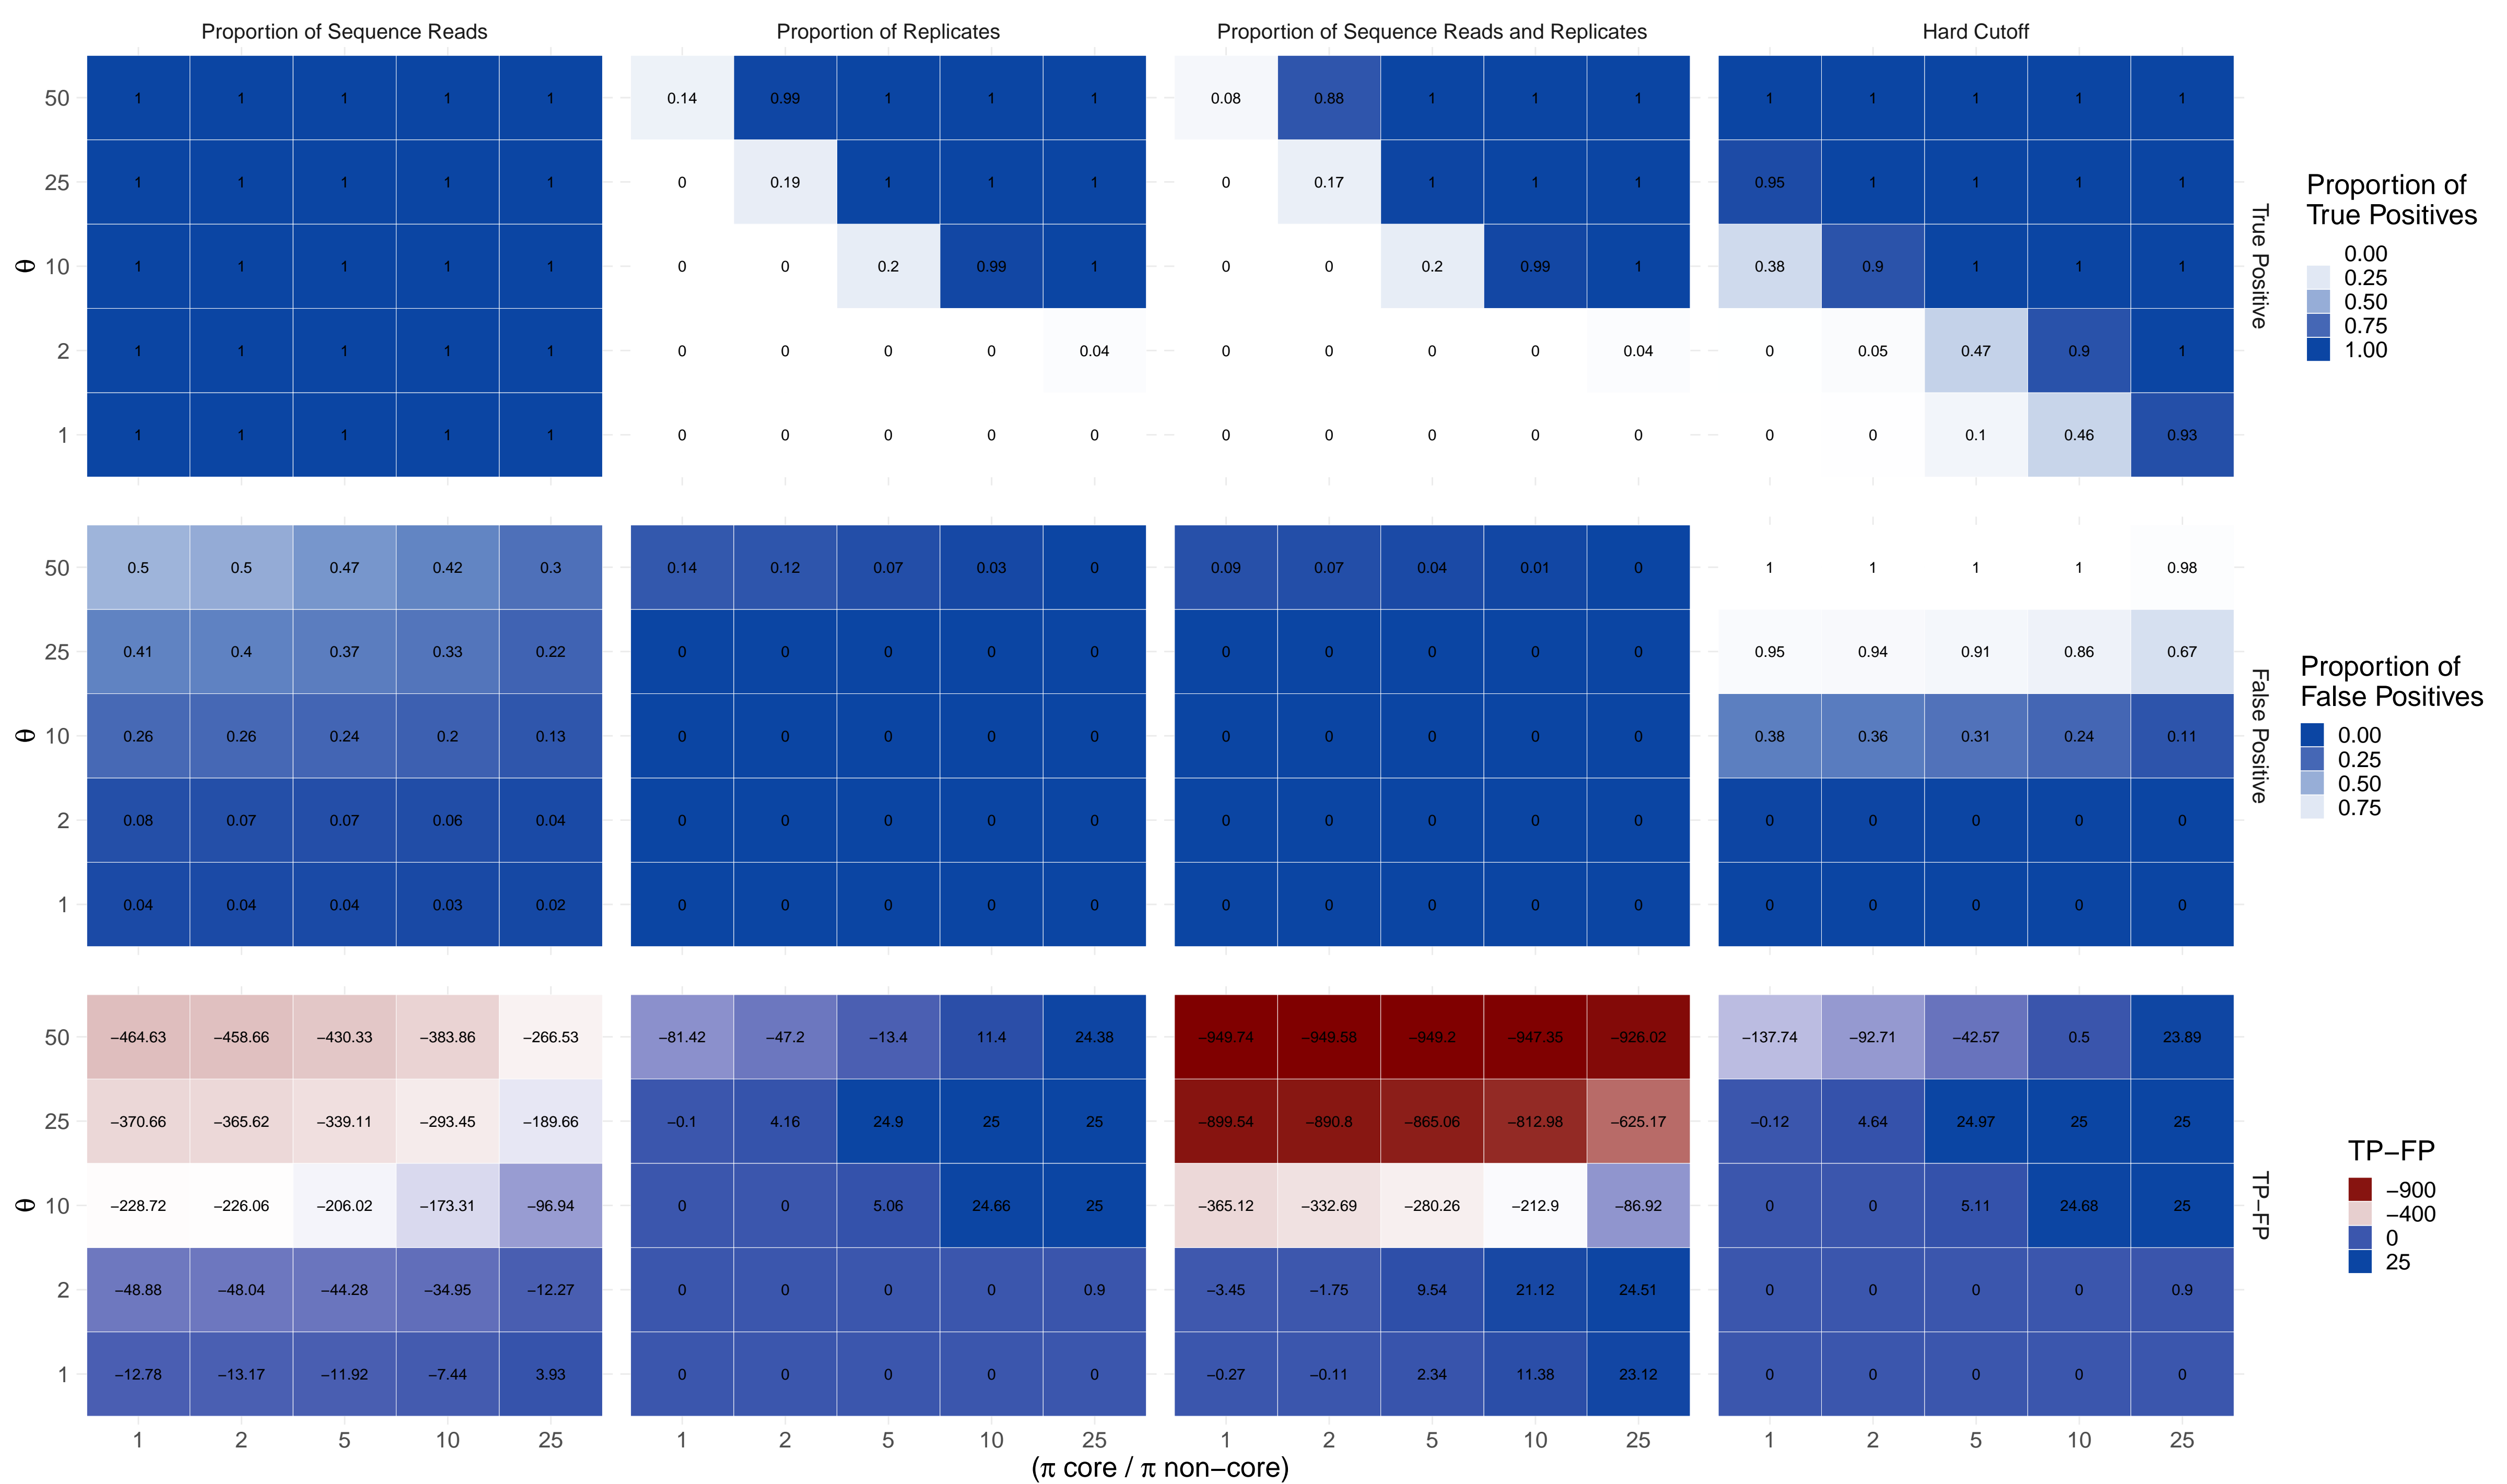 Proportion of Sequence Reads Proportion of Replicates Proportion of Sequence Reads and Replicates Hard Cutoff
50 1 1 1 1 1 0.14 0.99 1 1 1 0.08 0.88 1 1 1 1 1 1 1 1
25 1 1 1 1 1 0 0.19 1 1 1 0 0.17 1 1 1 0.95 1 1 1 1
θ 10 1 1 1 1 1 0 0 0.2 0.99 1 0 0 0.2 0.99 1 0.38 0.9 1 1 1
2 1 1 1 1 1 0 0 0 0 0.04 0 0 0 0 0.04 0 0.05 0.47 0.9 1
1 1 1 1 1 1 0 0 0 0 0 0 0 0 0 0 0 0 0.1 0.46 0.93
True Positive
Proportion of
True Positives
0.00
0.25
0.50
0.75
1.00
50 0.5 0.5 0.47 0.42 0.3 0.14 0.12 0.07 0.03 0 0.09 0.07 0.04 0.01 0 1 1 1 1 0.98
25 0.41 0.4 0.37 0.33 0.22 0 0 0 0 0 0 0 0 0 0 0.95 0.94 0.91 0.86 0.67
θ 10 0.26 0.26 0.24 0.2 0.13 0 0 0 0 0 0 0 0 0 0 0.38 0.36 0.31 0.24 0.11
2 0.08 0.07 0.07 0.06 0.04 0 0 0 0 0 0 0 0 0 0 0 0 0 0 0
1 0.04 0.04 0.04 0.03 0.02 0 0 0 0 0 0 0 0 0 0 0 0 0 0 0
False Positive
Proportion of
False Positives
0.00
0.25
0.50
0.75
50 −464.63 −458.66 −430.33 −383.86 −266.53 −81.42 −47.2 −13.4 11.4 24.38 −949.74 −949.58 −949.2 −947.35 −926.02 −137.74 −92.71 −42.57 0.5 23.89
25 −370.66 −365.62 −339.11 −293.45 −189.66 −0.1 4.16 24.9 25 25 −899.54 −890.8 −865.06 −812.98 −625.17 −0.12 4.64 24.97 25 25
θ 10 −228.72 −226.06 −206.02 −173.31 −96.94 0 0 5.06 24.66 25 −365.12 −332.69 −280.26 −212.9 −86.92 0 0 5.11 24.68 25
2 −48.88 −48.04 −44.28 −34.95 −12.27 0 0 0 0 0.9 −3.45 −1.75 9.54 21.12 24.51 0 0 0 0 0.9
1 −12.78 −13.17 −11.92 −7.44 3.93 0 0 0 0 0 −0.27 −0.11 2.34 11.38 23.12 0 0 0 0 0
TP−FP
TP−FP
−900
−400
0
25
1 2 5 10 25 1 2 5 10 25 1 2 5 10 25 1 2 5 10 25
(π core / π non−core)